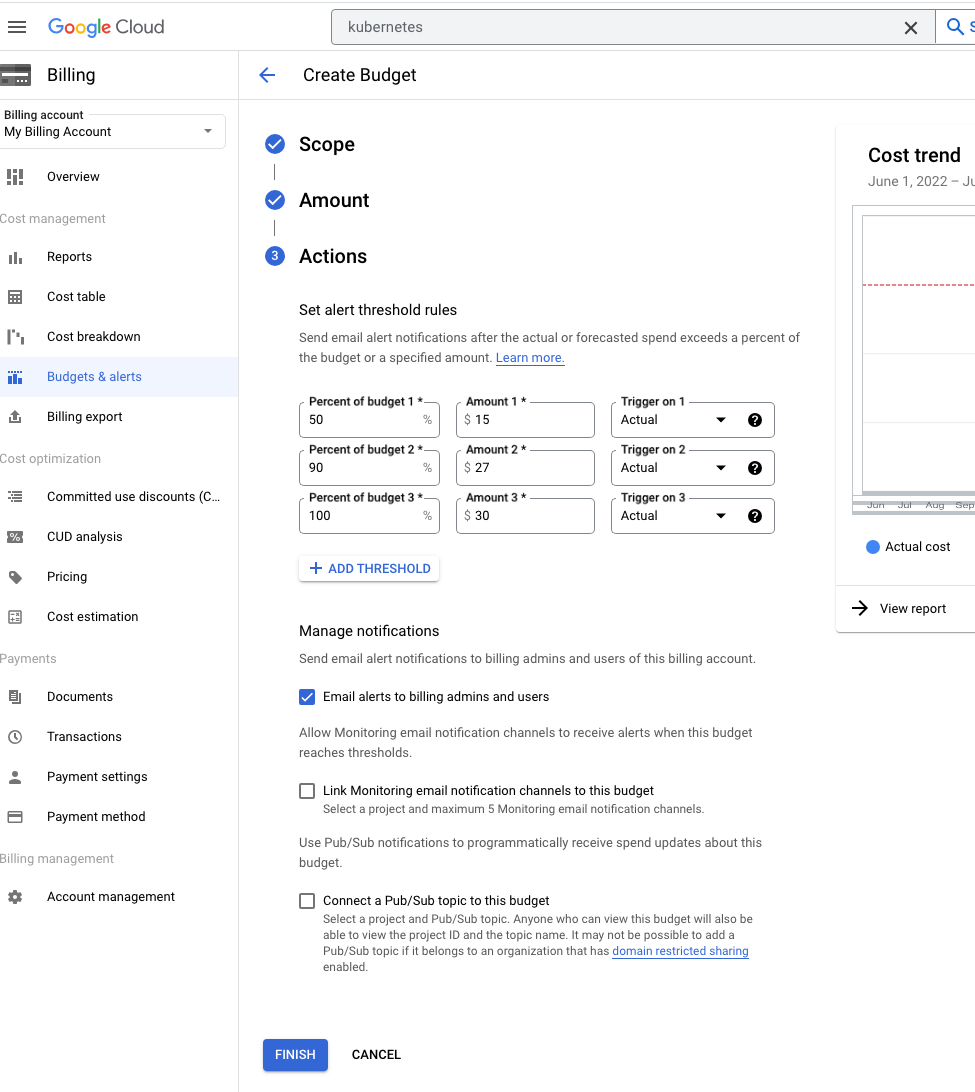 Google Cloud
kubernetes
Billing
Create Budget
Billing account
My Billing Account
Overview
Cost management
Reports
Cost table
Cost breakdown
Budgets & alerts
Billing export
Cost optimization
Committed use discounts (C...
CUD analysis
Pricing
Cost estimation
Payments
Documents
Transactions
Payment settings
Payment method
Billing management
Account management
Scope
Amount
3 Actions
Set alert threshold rules
Send email alert notifications after the actual or forecasted spend exceeds a percent of
the budget or a specified amount. Learn more.
Percent of budget 1 * Amount 1 * Trigger on 1
50 % $ 15 Actual
Percent of budget 2 * Amount 2 * Trigger on 2
90 % $ 27 Actual
Percent of budget 3 * Amount 3 * Trigger on 3
100 % $ 30 Actual
+ ADD THRESHOLD
Manage notifications
Send email alert notifications to billing admins and users of this billing account.
Email alerts to billing admins and users
Allow Monitoring email notification channels to receive alerts when this budget
reaches thresholds.
Link Monitoring email notification channels to this budget
Select a project and maximum 5 Monitoring email notification channels.
Use Pub/Sub notifications to programmatically receive spend updates about this
budget.
Connect a Pub/Sub topic to this budget
Select a project and Pub/Sub topic. Anyone who can view this budget will also be
able to view the project ID and the topic name. It may not be possible to add a
Pub/Sub topic if it belongs to an organization that has domain restricted sharing
enabled.
FINISH CANCEL
Cost trend
June 1, 2022 – Ju
Jun Jul Aug Sep
Actual cost
View report